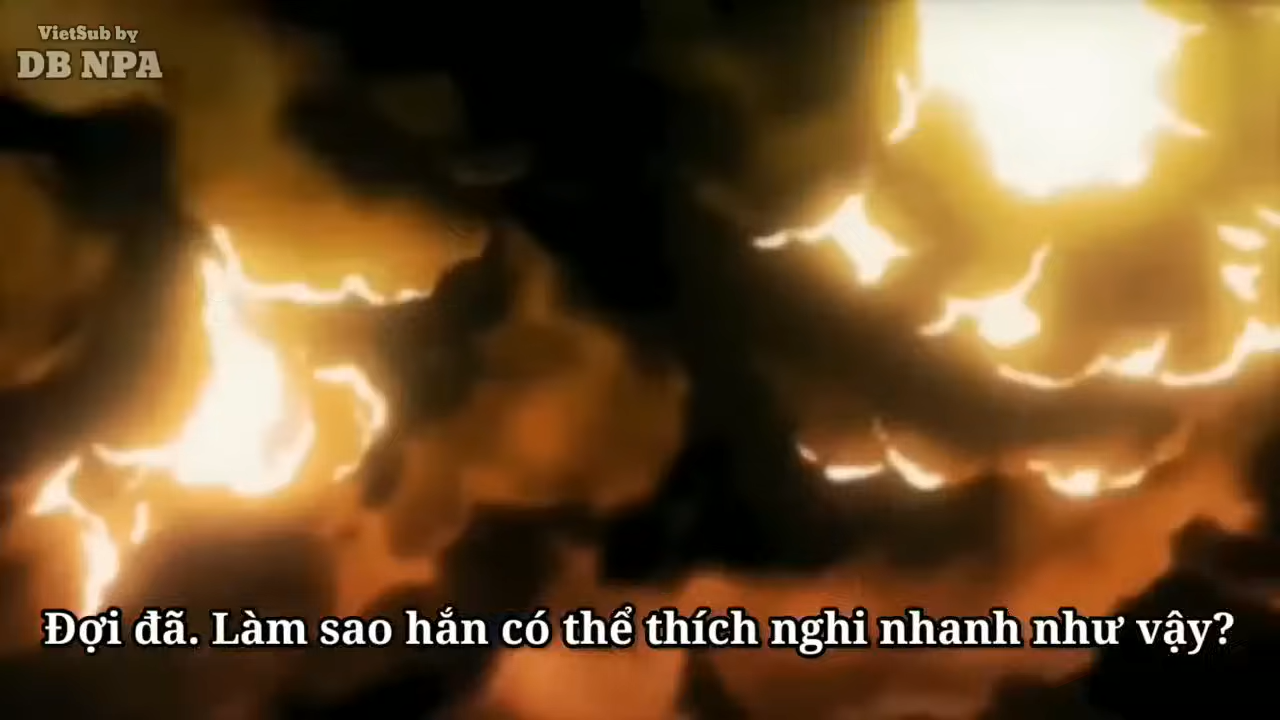 VietSub by
DB NPA
Đợi đã. Làm sao hắn có thể thích nghi nhanh như vậy?